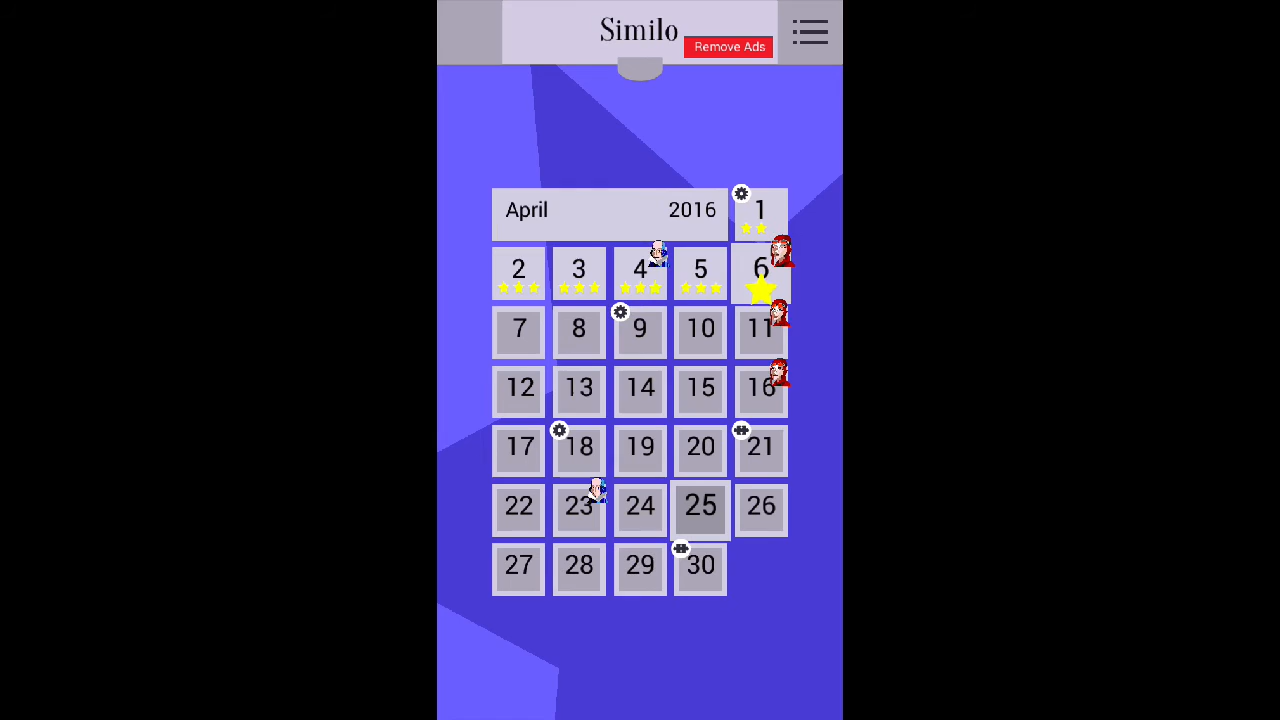 Similo
Remove Ads
April 2016 1
2 3 4 5 6
7 8 9 10 11
12 13 14 15 16
17 18 19 20 21
22 23 24 25 26
27 28 29 30